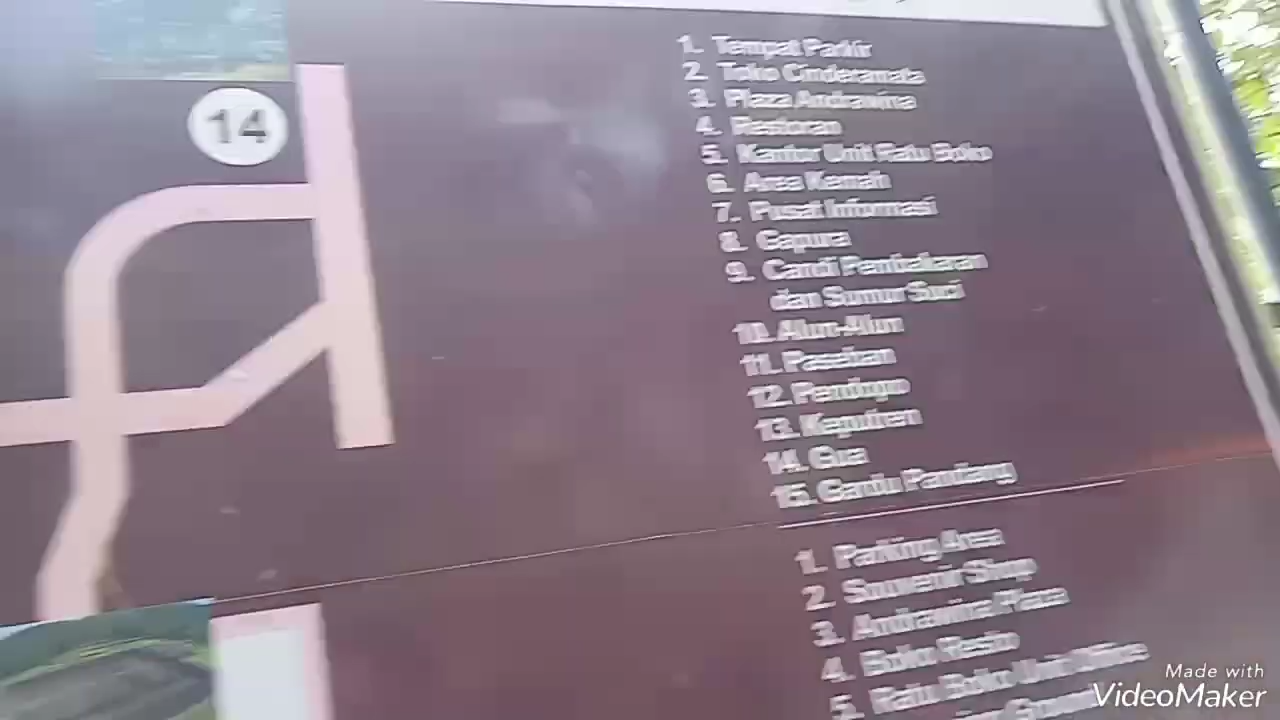 14
1. Tempat Parkir
2. Toko Cinderamata
3. Plaza Andrawina
4. Restoran
5. Kantor Unit Ratu Boko
6. Area Kemah
7. Pusat Informasi
8. Gapura
9. Candi Pembakaran
dan Sumur Suci
10. Alun-Alun
11. Paseban
12. Pendopo
13. Keputren
14. Gua
15. Gardu Pandang
1. Parking Area
2. Souvenir Shop
3. Andrawina Plaza
4. Boko Resto
5. Ratu Boko Unit Office
Ground
Made with
VideoMaker